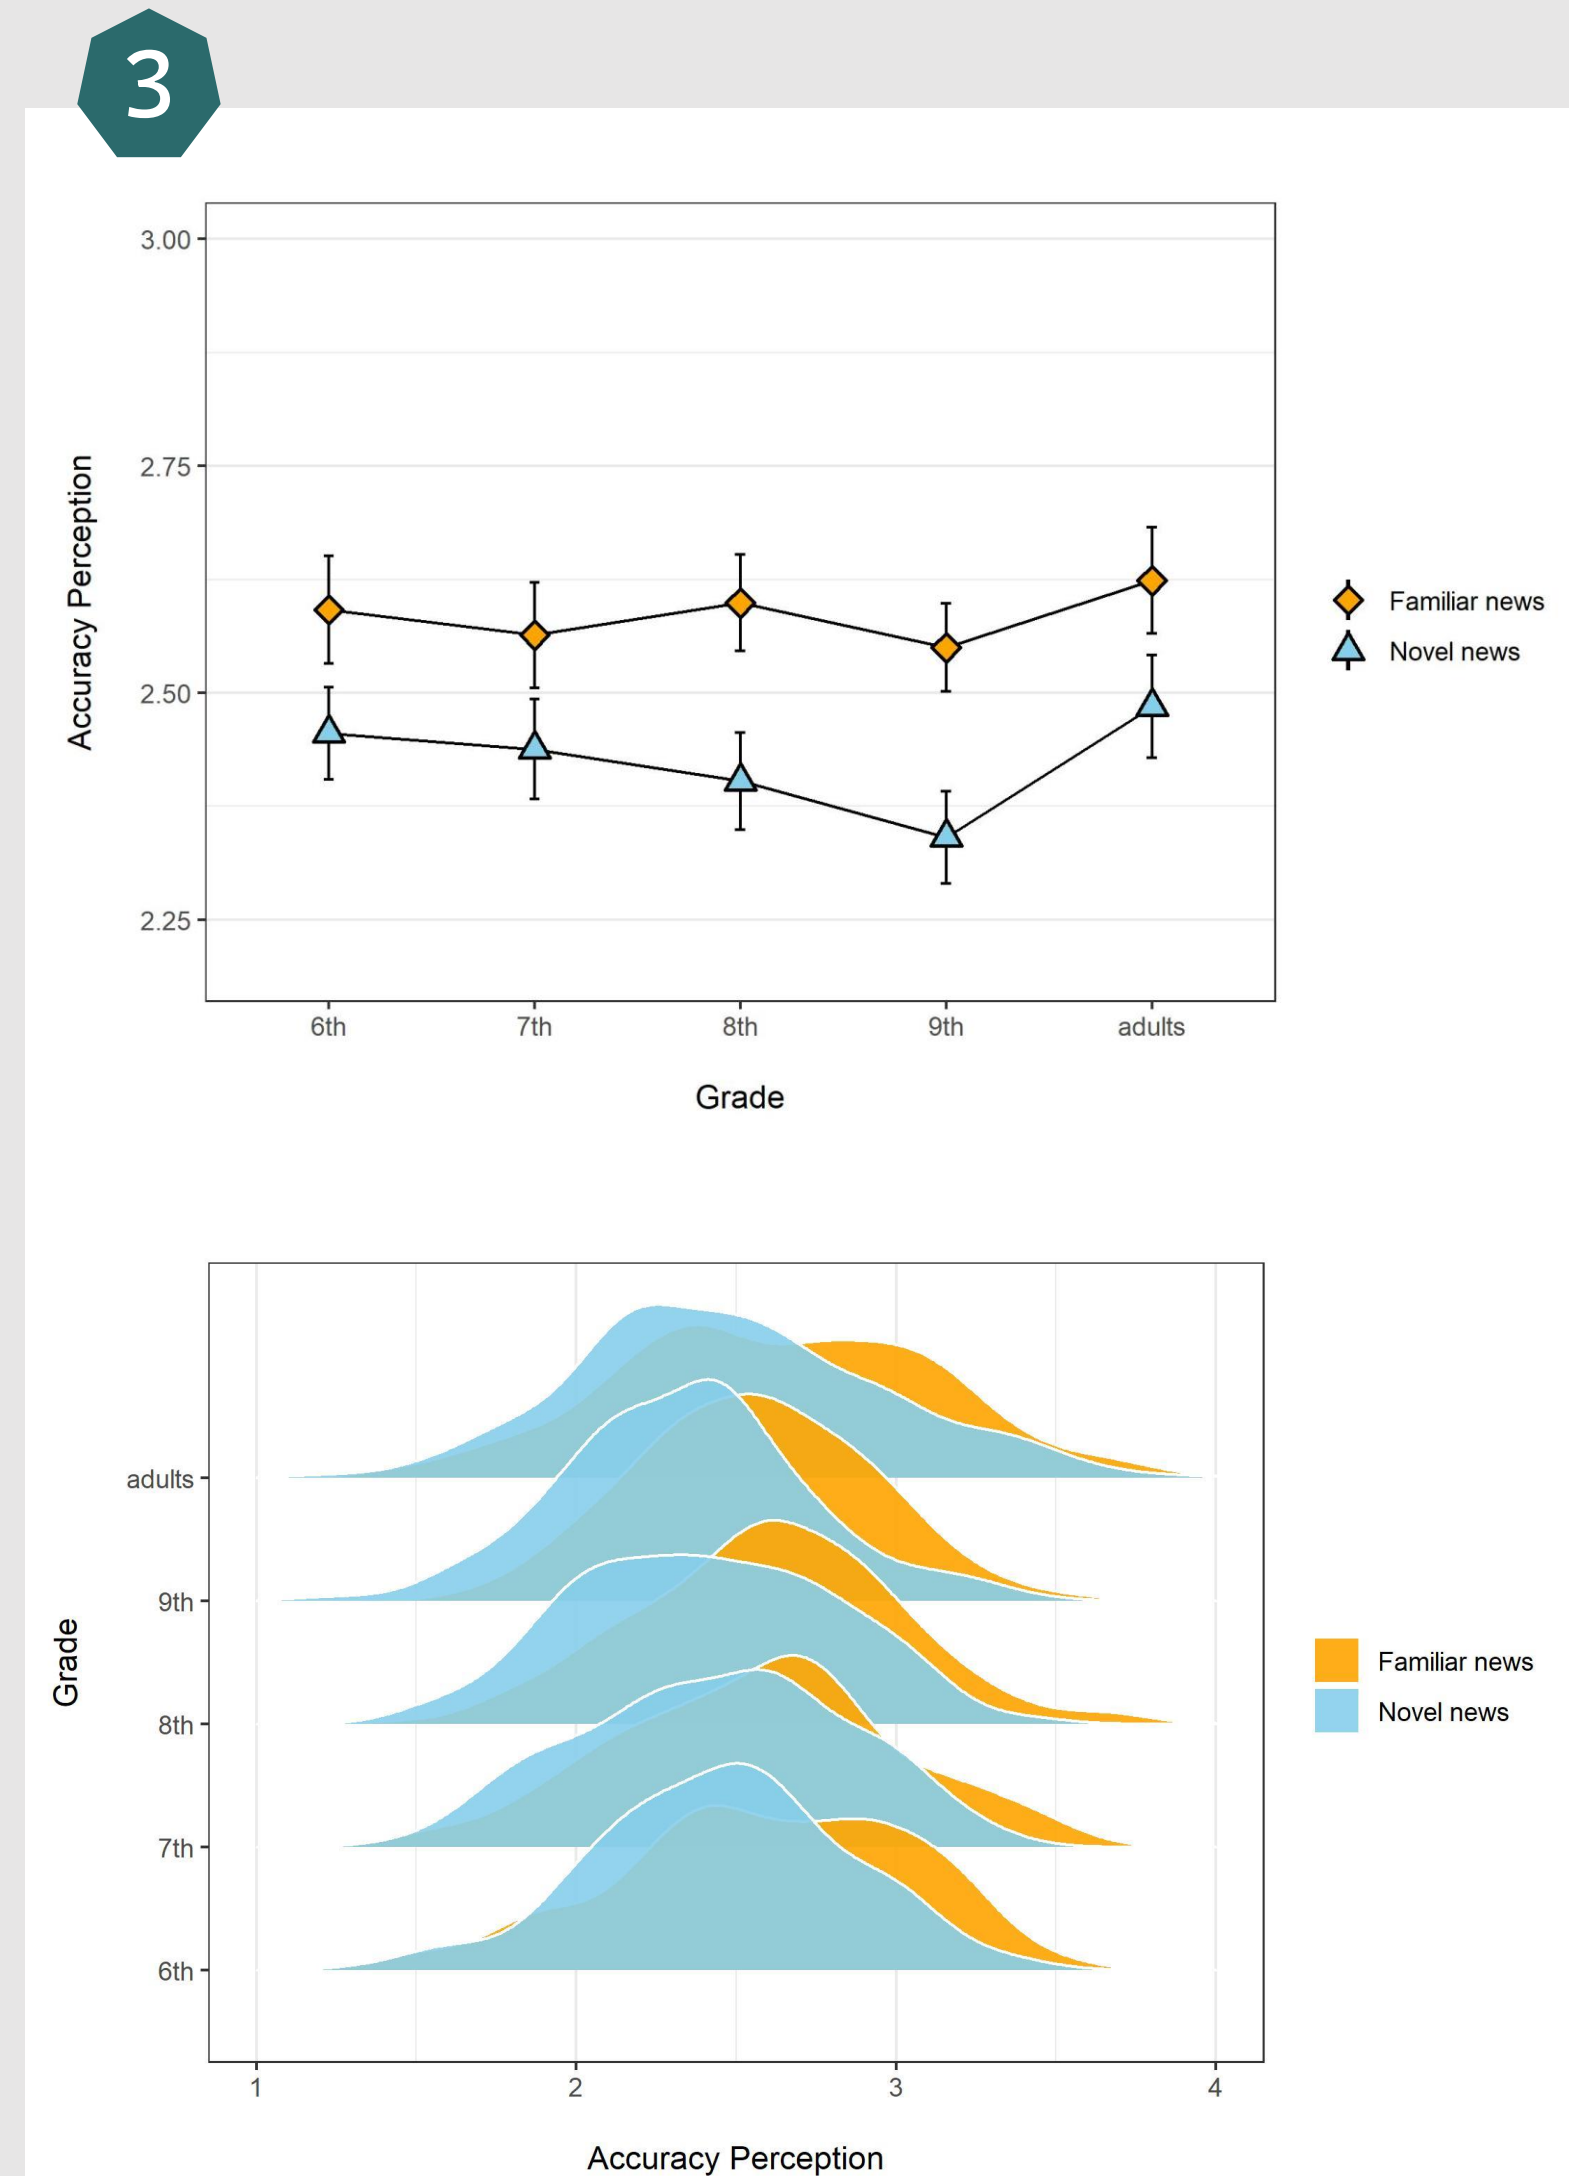 3
3.00
2.75
2.50
2.25
Accuracy Perception
Familiar news
Novel news
6th 7th 8th 9th adults
Grade
adults
9th
8th
7th
6th
Grade
Familiar news
Novel news
1 2 3 4
Accuracy Perception